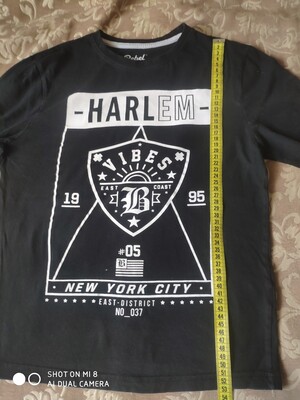 Rebel
-HARLEM-
VIBES
EAST COAST
B
19 95
#05
B
NEW YORK CITY
EAST-DISTRICT
NO_037
SHOT ON MI 8
AI DUAL CAMERA